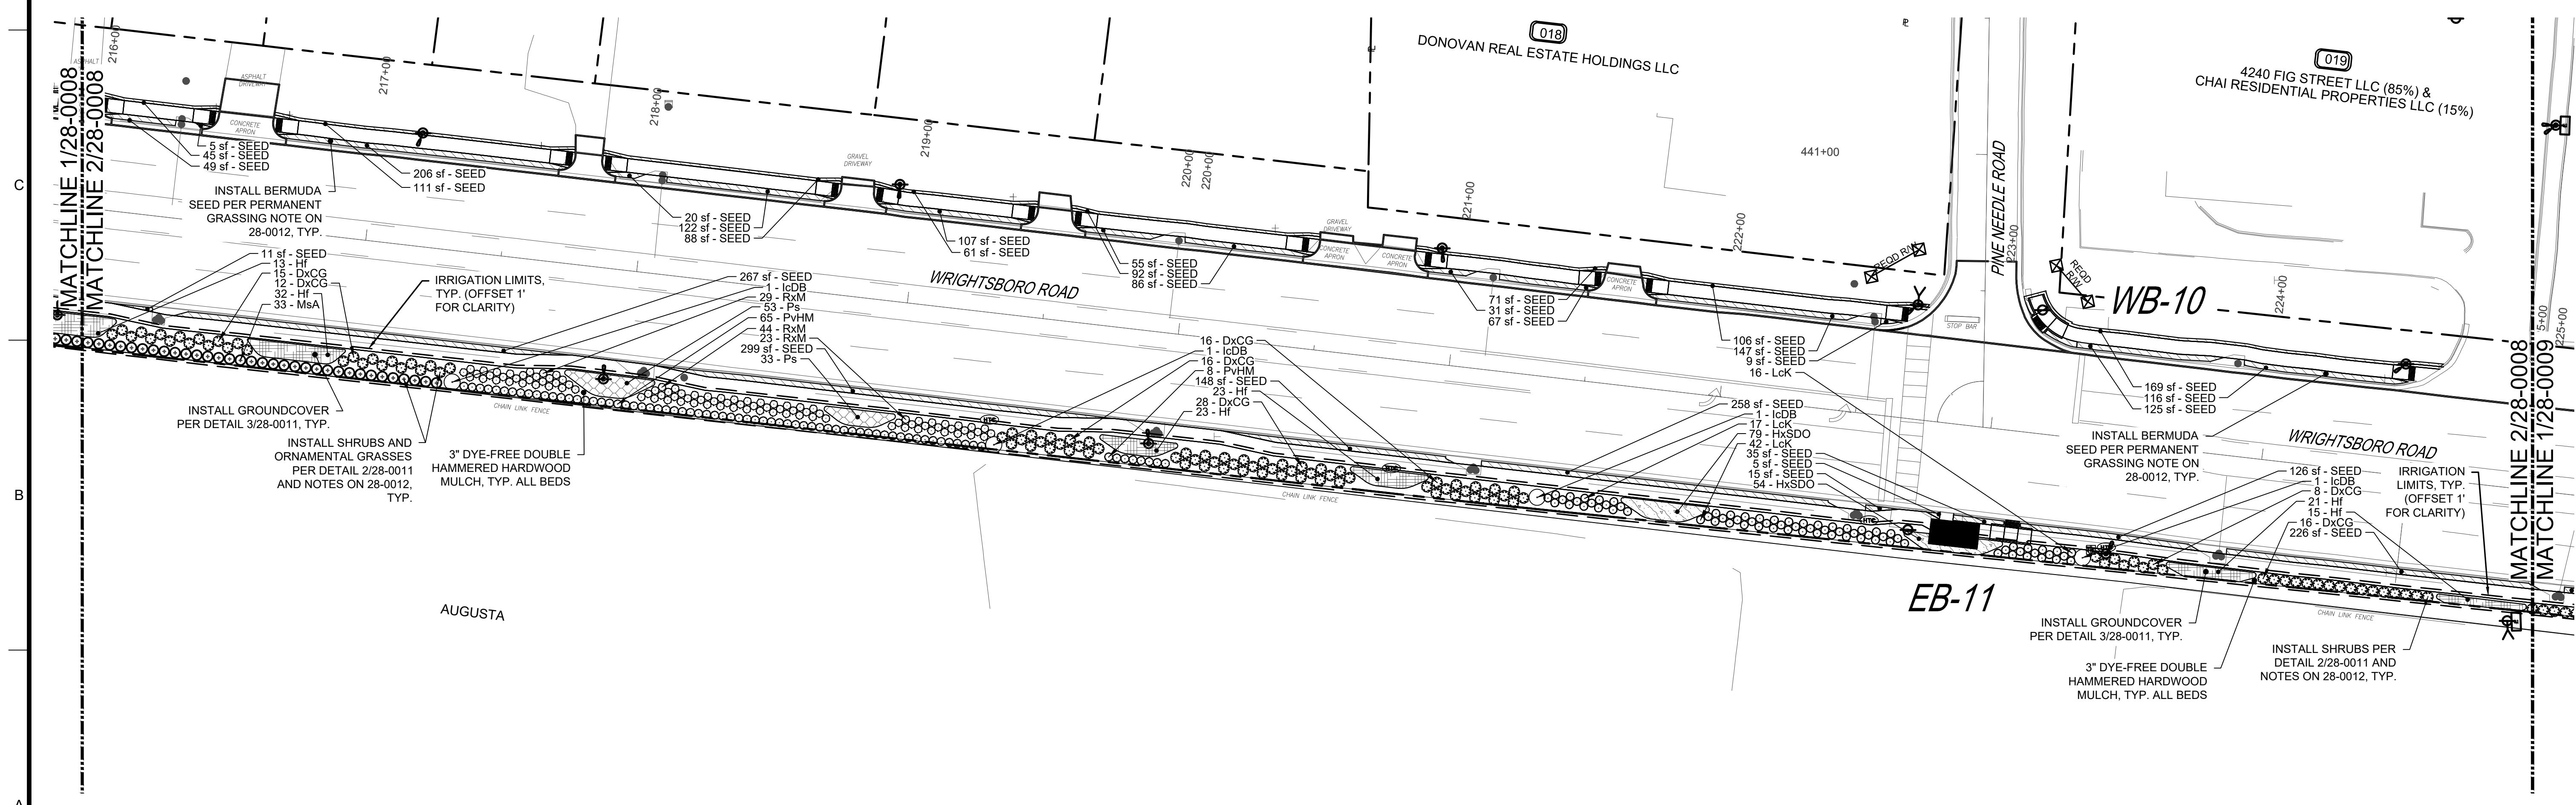 MATCHLINE 1/28-0008
MATCHLINE 2/28-0008
216+00
217+00
218+00
219+00
220+00
220+00
221+00
222+00
223+00
224+00
225+00
5+00
441+00
018
DONOVAN REAL ESTATE HOLDINGS LLC
019
4240 FIG STREET LLC (85%) &
CHAI RESIDENTIAL PROPERTIES LLC (15%)
ASPHALT
ASPHALT
DRIVEWAY
CONCRETE
APRON
5 sf - SEED
45 sf - SEED
49 sf - SEED
INSTALL BERMUDA
SEED PER PERMANENT
GRASSING NOTE ON
28-0012, TYP.
206 sf - SEED
111 sf - SEED
GRAVEL
DRIVEWAY
20 sf - SEED
122 sf - SEED
88 sf - SEED
107 sf - SEED
61 sf - SEED
55 sf - SEED
92 sf - SEED
86 sf - SEED
GRAVEL
DRIVEWAY
CONCRETE
APRON
CONCRETE
APRON
71 sf - SEED
31 sf - SEED
67 sf - SEED
CONCRETE
APRON
106 sf - SEED
147 sf - SEED
9 sf - SEED
16 - LcK
REQD R/W
PINE NEEDLE ROAD
REQD
R/W
WB-10
STOP BAR
169 sf - SEED
116 sf - SEED
125 sf - SEED
INSTALL BERMUDA
SEED PER PERMANENT
GRASSING NOTE ON
28-0012, TYP.
WRIGHTSBORO ROAD
WRIGHTSBORO ROAD
11 sf - SEED
13 - Hf
15 - DxCG
12 - DxCG
32 - Hf
33 - MsA
IRRIGATION LIMITS,
TYP. (OFFSET 1'
FOR CLARITY)
267 sf - SEED
1 - IcDB
29 - RxM
53 - Ps
65 - PvHM
44 - RxM
23 - RxM
299 sf - SEED
33 - Ps
16 - DxCG
1 - IcDB
16 - DxCG
8 - PvHM
148 sf - SEED
23 - Hf
28 - DxCG
23 - Hf
258 sf - SEED
1 - IcDB
17 - LcK
79 - HxSDO
42 - LcK
35 sf - SEED
5 sf - SEED
15 sf - SEED
54 - HxSDO
126 sf - SEED
1 - IcDB
8 - DxCG
21 - Hf
15 - Hf
16 - DxCG
226 sf - SEED
IRRIGATION
LIMITS, TYP.
(OFFSET 1'
FOR CLARITY)
INSTALL GROUNDCOVER
PER DETAIL 3/28-0011, TYP.
INSTALL SHRUBS AND
ORNAMENTAL GRASSES
PER DETAIL 2/28-0011
AND NOTES ON 28-0012,
TYP.
3" DYE-FREE DOUBLE
HAMMERED HARDWOOD
MULCH, TYP. ALL BEDS
CHAIN LINK FENCE
CHAIN LINK FENCE
CHAIN LINK FENCE
AUGUSTA
EB-11
INSTALL GROUNDCOVER
PER DETAIL 3/28-0011, TYP.
3" DYE-FREE DOUBLE
HAMMERED HARDWOOD
MULCH, TYP. ALL BEDS
INSTALL SHRUBS PER
DETAIL 2/28-0011 AND
NOTES ON 28-0012, TYP.
MATCHLINE 2/28-0008
MATCHLINE 1/28-0009
C
B